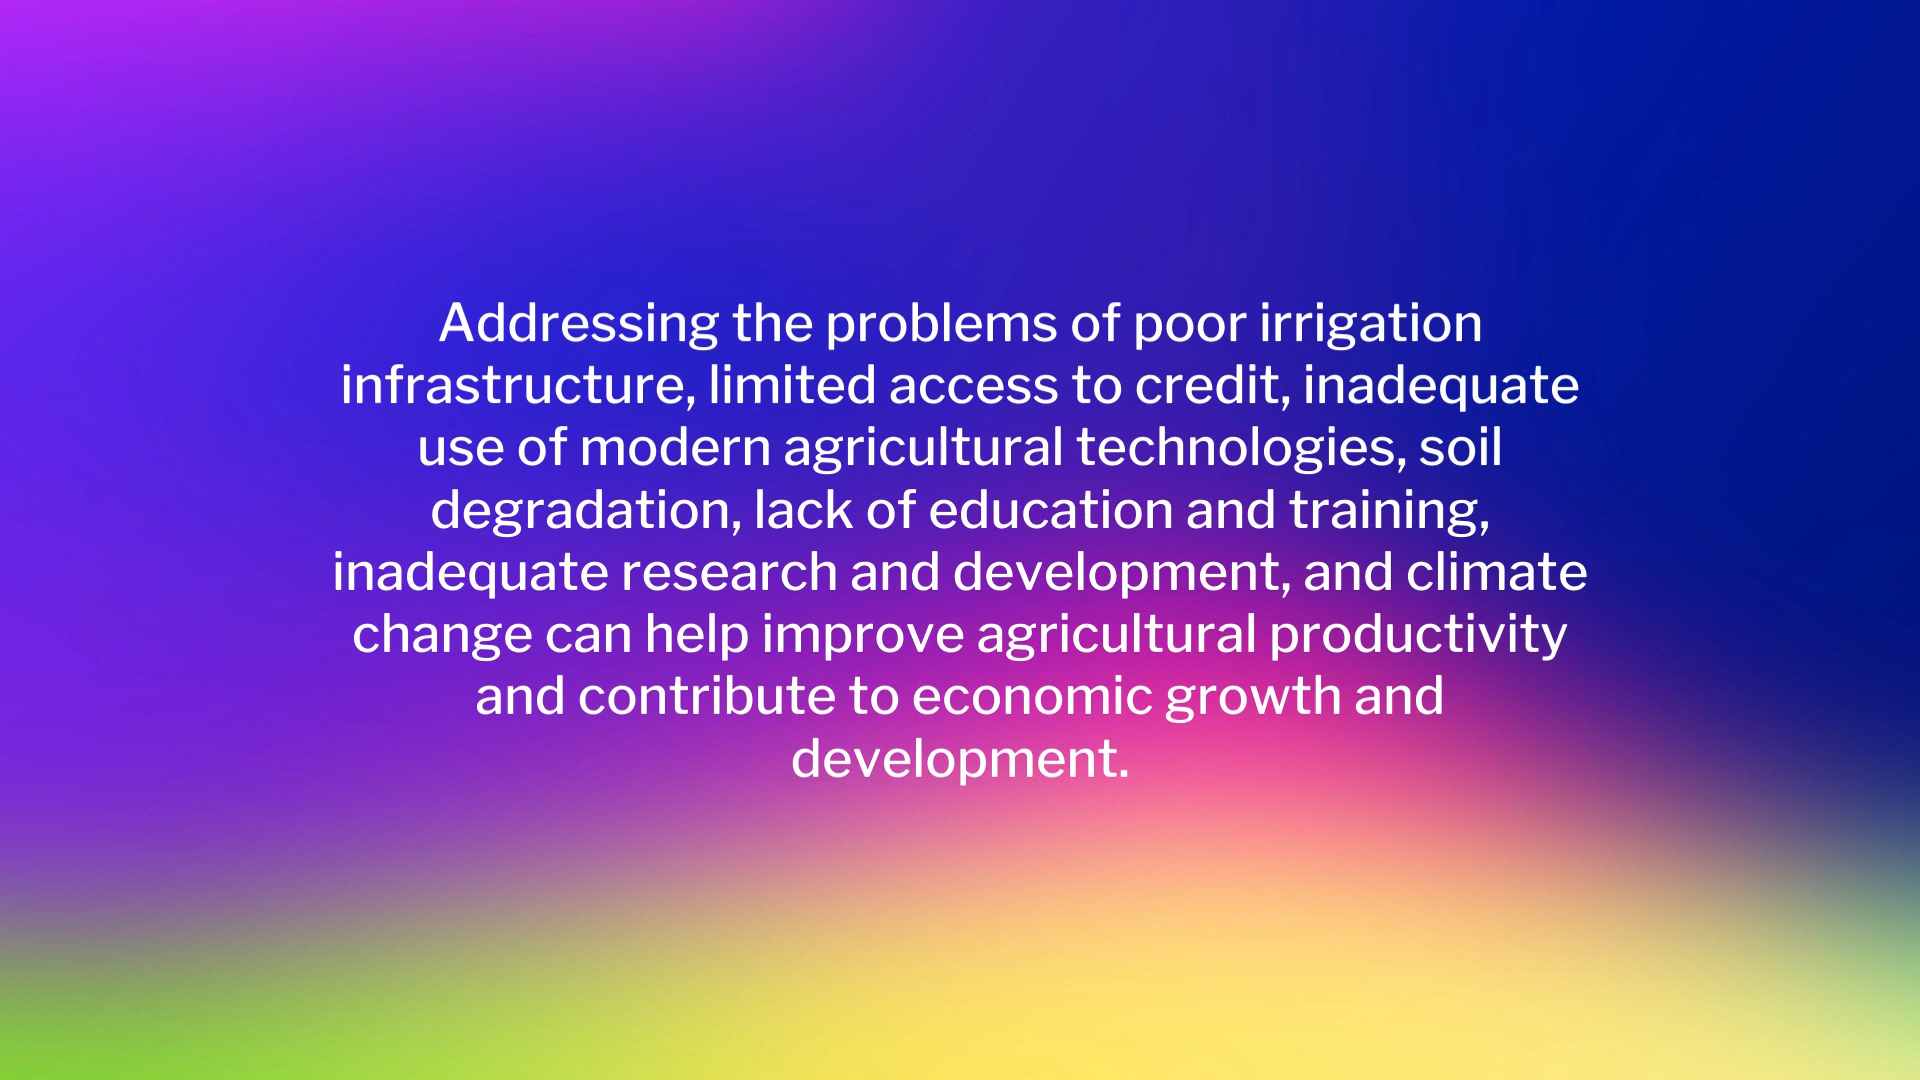 Addressing the problems of poor irrigation
infrastructure, limited access to credit, inadequate
use of modern agricultural technologies, soil
degradation, lack of education and training,
inadequate research and development, and climate
change can help improve agricultural productivity
and contribute to economic growth and
development.